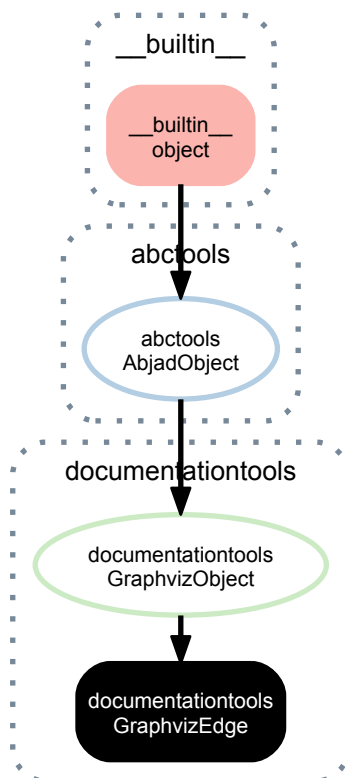 __builtin__
__builtin__
object
abctools
abctools
AbjadObject
documentationtools
documentationtools
GraphvizObject
documentationtools
GraphvizEdge